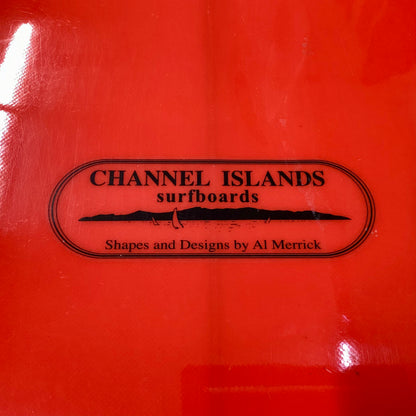 CHANNEL ISLANDS
surfboards
Shapes and Designs by Al Merrick